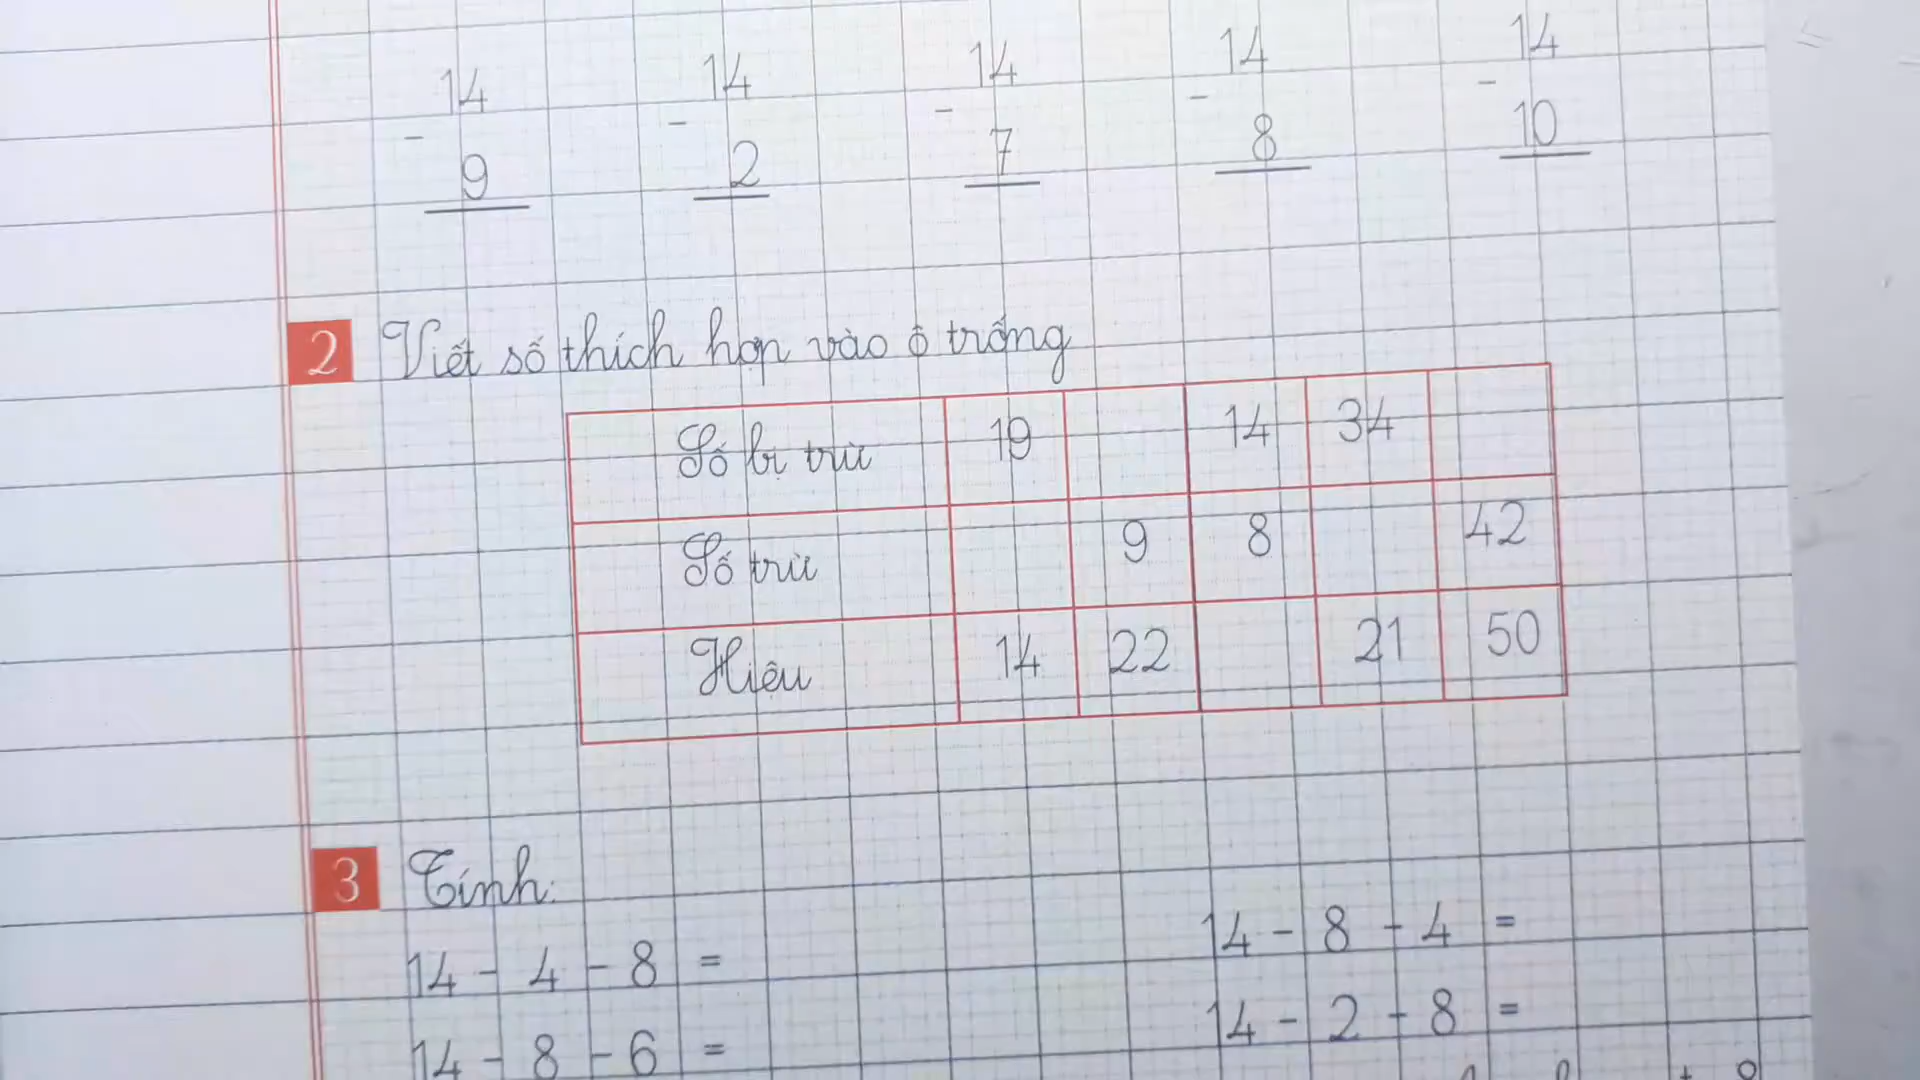 14 14 14 14 14
- - - - -
9 2 7 8 10
2 Viết số thích hợp vào ô trống
Số bị trừ 19 14 34
Số trừ 9 8 42
Hiệu 14 22 21 50
3 Tính:
14 - 4 - 8 = 14 - 8 - 4 =
14 - 8 - 6 = 14 - 2 - 8 =